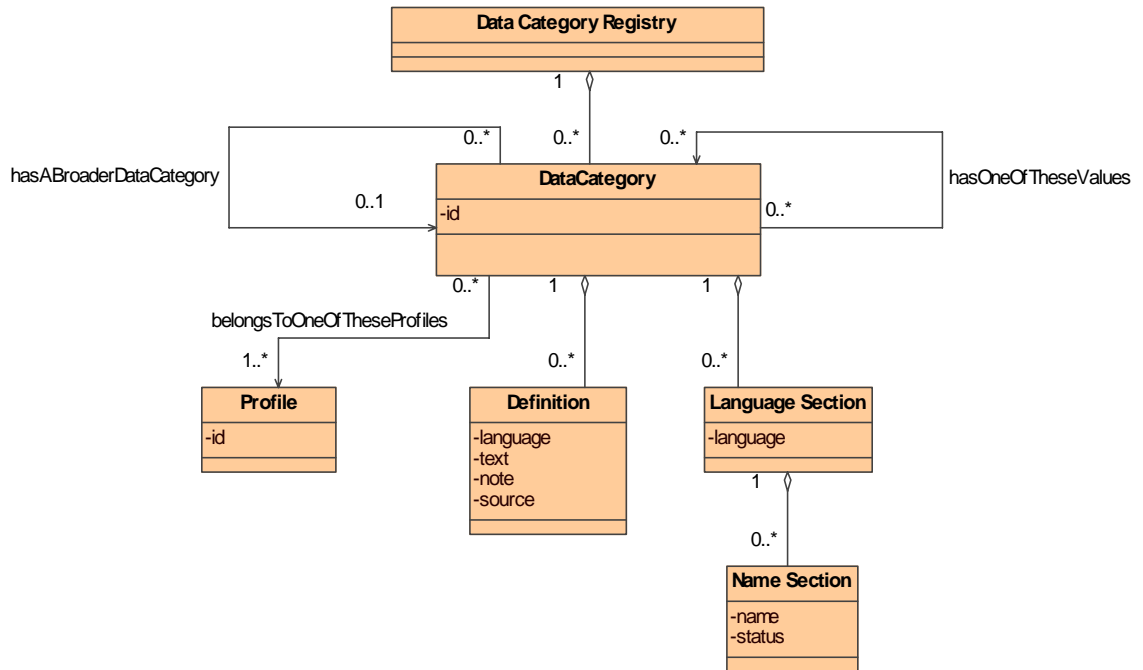 Data Category Registry
1
0..*
0..*
0..*
hasABroaderDataCategory
hasOneOfTheseValues
DataCategory
0..1
-id
0..*
0..*
1
1
belongsToOneOfTheseProfiles
1..*
0..*
0..*
Profile
-id
Definition
-language
-text
-note
-source
Language Section
-language
1
0..*
Name Section
-name
-status